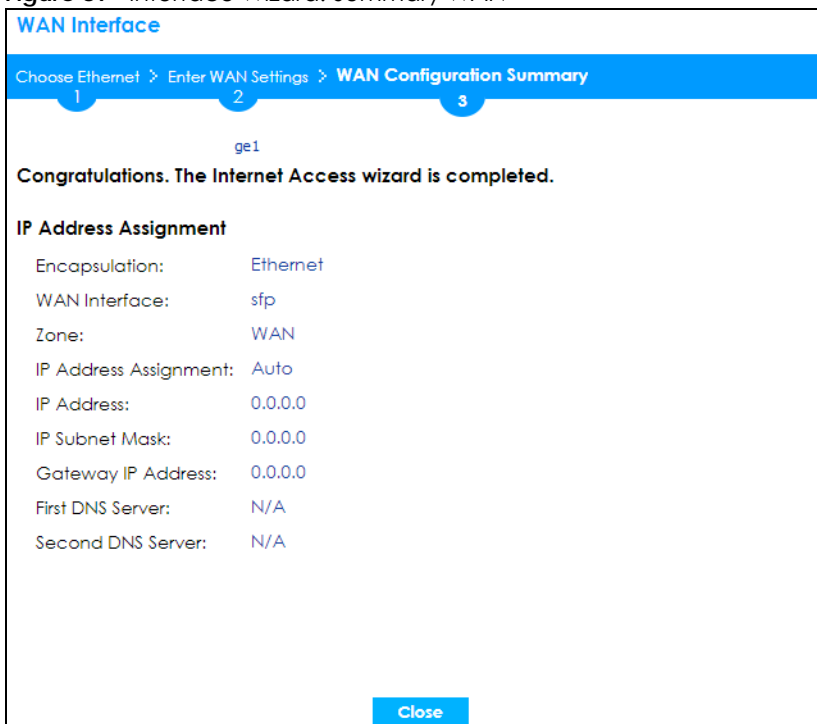 WAN Interface
Choose Ethernet > Enter WAN Settings > WAN Configuration Summary
1 2 3
ge1
Congratulations. The Internet Access wizard is completed.
IP Address Assignment
Encapsulation: Ethernet
WAN Interface: sfp
Zone: WAN
IP Address Assignment: Auto
IP Address: 0.0.0.0
IP Subnet Mask: 0.0.0.0
Gateway IP Address: 0.0.0.0
First DNS Server: N/A
Second DNS Server: N/A
Close